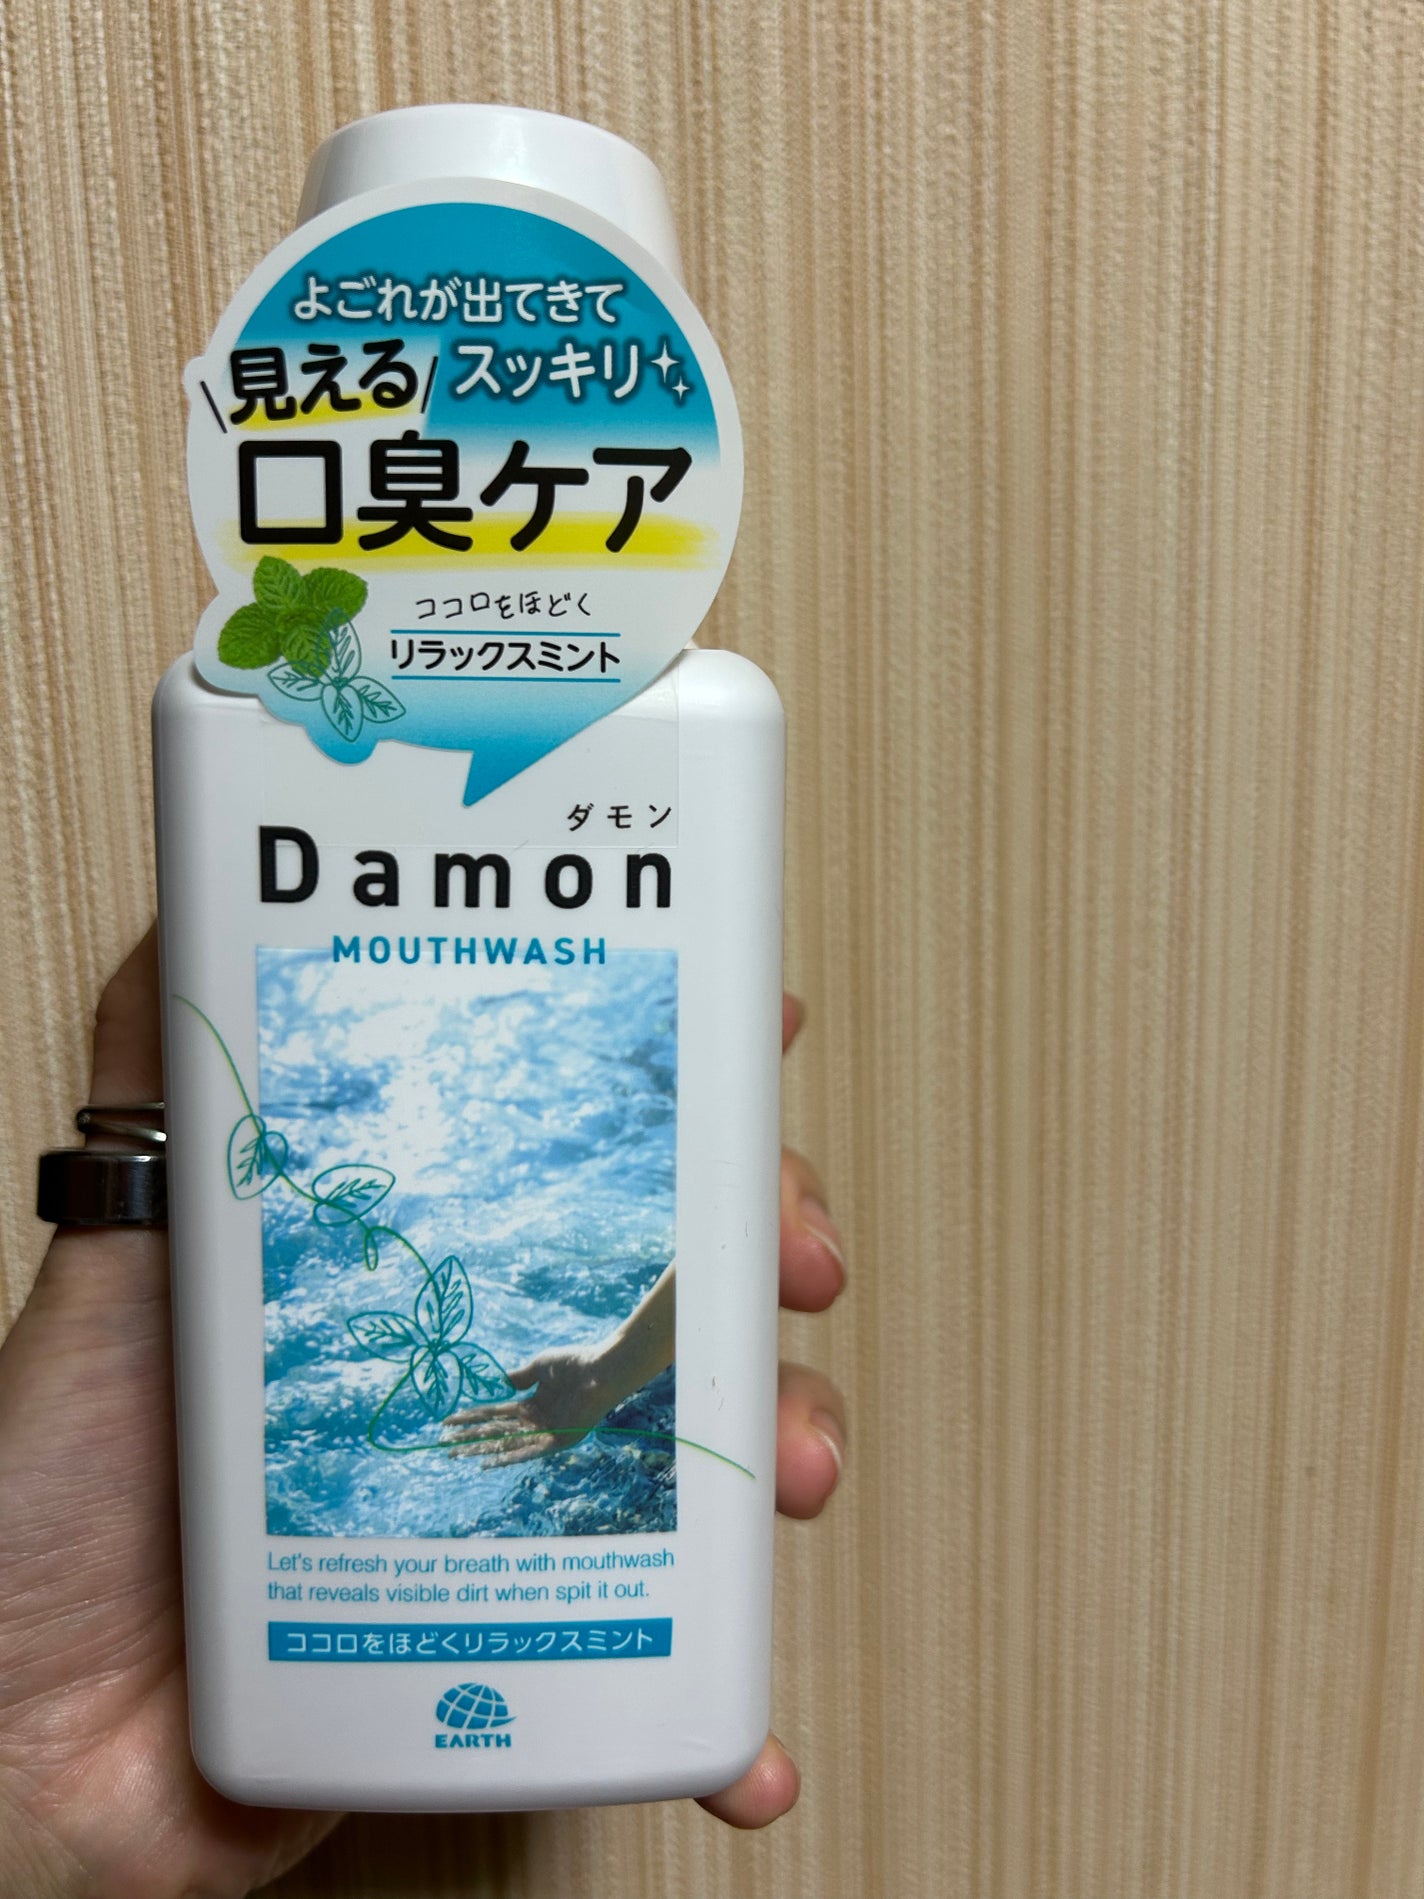 よごれが出てきて
見える スッキリ
口臭ケア
ココロをほどく
リラックスミント
ダモン
Damon
MOUTHWASH
Let's refresh your breath with mouthwash
that reveals visible dirt when spit it out.
ココロをほどくリラックスミント
EARTH